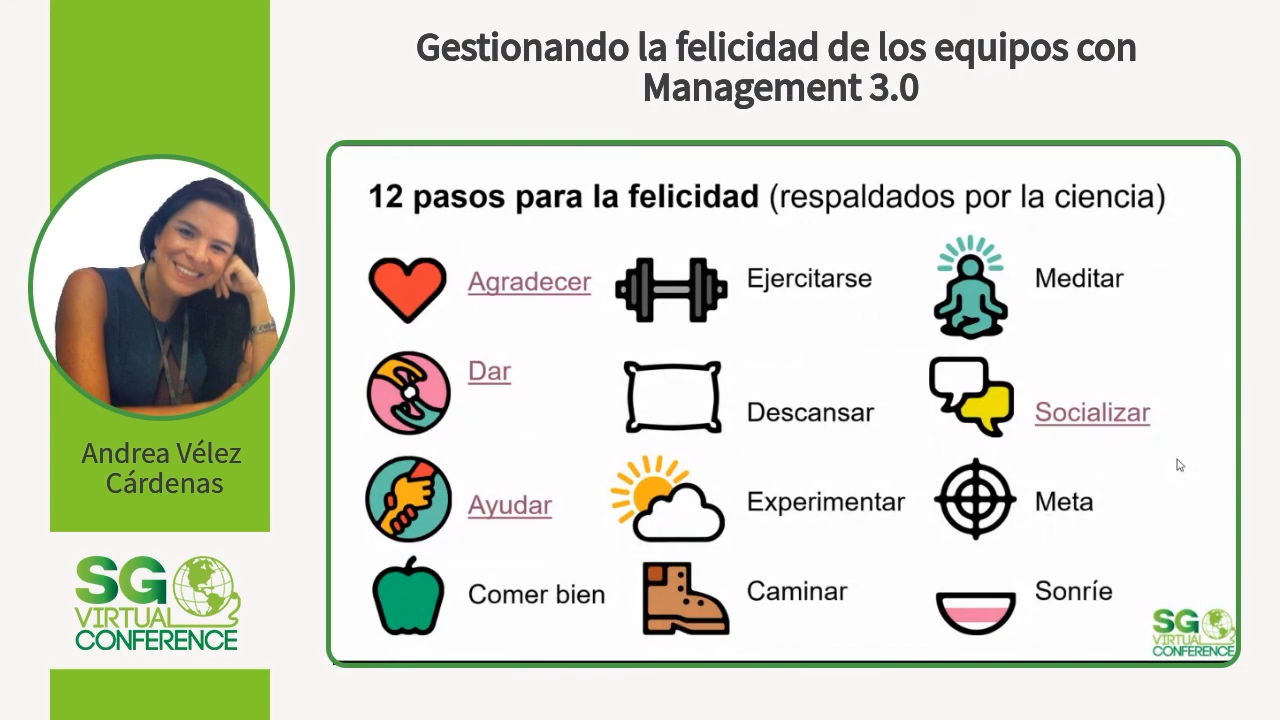 Gestionando la felicidad de los equipos con
Management 3.0
12 pasos para la felicidad (respaldados por la ciencia)
Agradecer
Ejercitarse
Meditar
Dar
Descansar
Socializar
Ayudar
Experimentar
Meta
Comer bien
Caminar
Sonríe
Andrea Vélez
Cárdenas
SG
VIRTUAL
CONFERENCE
SG
VIRTUAL
CONFERENCE